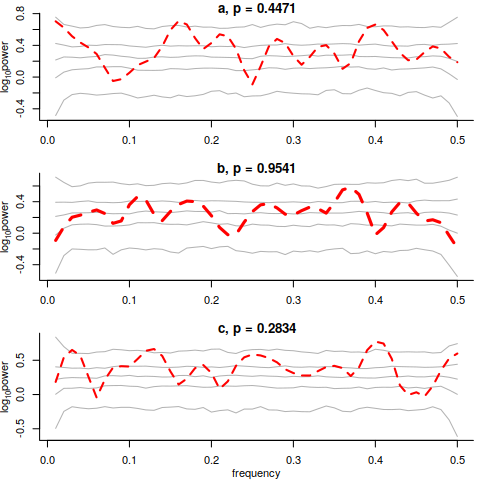 a, p = 0.4471
log₁₀power
0.8
0.4
0.0
-0.4
0.0 0.1 0.2 0.3 0.4 0.5
b, p = 0.9541
log₁₀power
0.4
0.0
-0.4
0.0 0.1 0.2 0.3 0.4 0.5
c, p = 0.2834
log₁₀power
0.5
0.0
-0.5
0.0 0.1 0.2 0.3 0.4 0.5
frequency